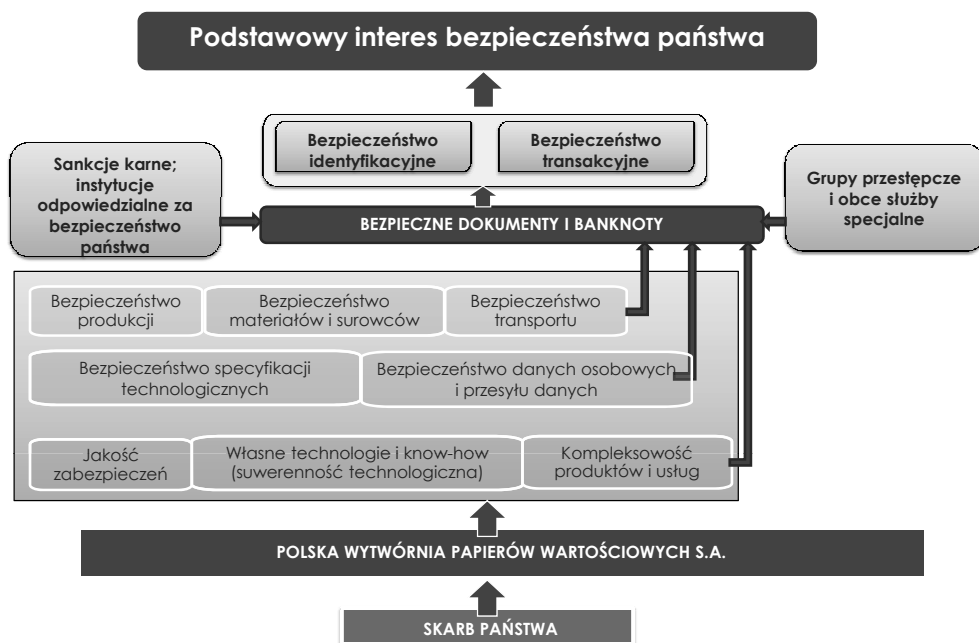 Podstawowy interes bezpieczeństwa państwa
Bezpieczeństwo
identyfikacyjne
Bezpieczeństwo
transakcyjne
Sankcje karne;
instytucje
odpowiedzialne za
bezpieczeństwo
państwa
BEZPIECZNE DOKUMENTY I BANKNOTY
Grupy przestępcze
i obce służby
specjalne
Bezpieczeństwo
produkcji
Bezpieczeństwo
materiałów i surowców
Bezpieczeństwo
transportu
Bezpieczeństwo specyfikacji
technologicznych
Bezpieczeństwo danych osobowych
i przesyłu danych
Jakość
zabezpieczeń
Własne technologie i know-how
(suwerenność technologiczna)
Kompleksowość
produktów i usług
POLSKA WYTWÓRNIA PAPIERÓW WARTOŚCIOWYCH S.A.
SKARB PAŃSTWA